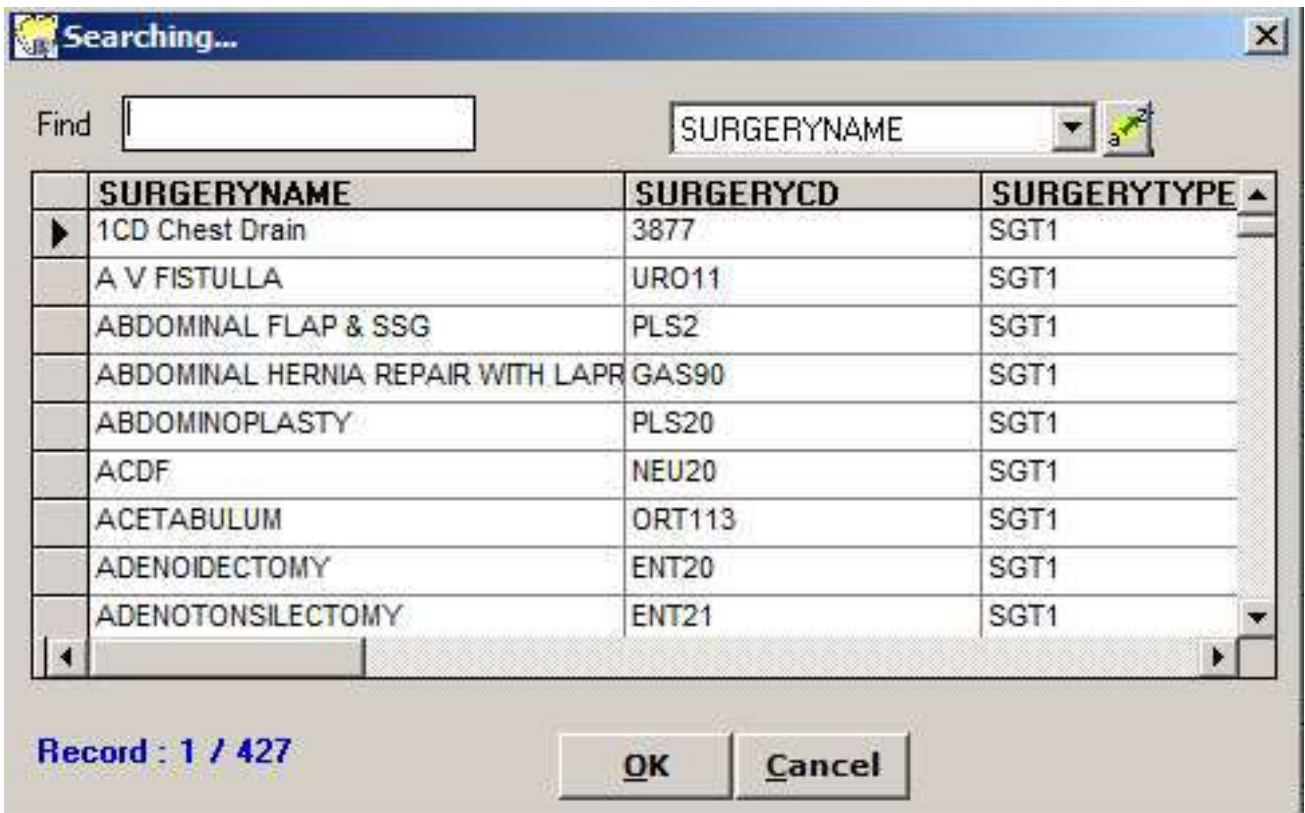 Searching...
Find SURGERYNAME
SURGERYNAME SURGERYCD SURGERYTYPE
1CD Chest Drain 3877 SGT1
A V FISTULLA URO11 SGT1
ABDOMINAL FLAP & SSG PLS2 SGT1
ABDOMINAL HERNIA REPAIR WITH LAPR GAS90 SGT1
ABDOMINOPLASTY PLS20 SGT1
ACDF NEU20 SGT1
ACETABULUM ORT113 SGT1
ADENOIDECTOMY ENT20 SGT1
ADENOTONSILECTOMY ENT21 SGT1
Record : 1 / 427
OK Cancel